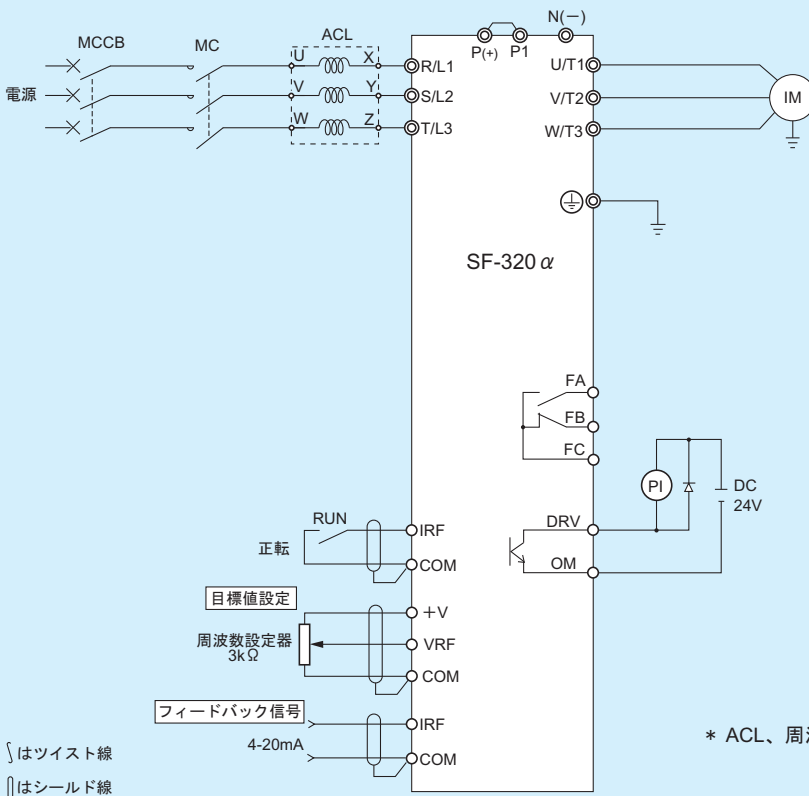 MCCB
MC
ACL
P(+)
P1
N(－)
電源
U
X
V
Y
W
Z
R/L1
S/L2
T/L3
U/T1
V/T2
W/T3
IM
SF-320α
FA
FB
FC
PI
DC
24V
DRV
OM
RUN
正転
IRF
COM
目標値設定
周波数設定器
3kΩ
＋V
VRF
COM
フィードバック信号
4-20mA
IRF
COM
はツイスト線
はシールド線
* ACL、